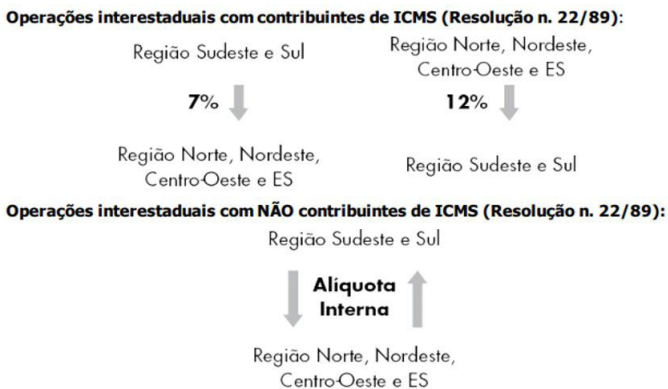 Operações interestaduais com contribuintes de ICMS (Resolução n. 22/89):
Região Sudeste e Sul
7%
Região Norte, Nordeste,
Centro-Oeste e ES
Região Norte, Nordeste,
Centro-Oeste e ES
12%
Região Sudeste e Sul
Operações interestaduais com NÃO contribuintes de ICMS (Resolução n. 22/89):
Região Sudeste e Sul
Alíquota
Interna
Região Norte, Nordeste,
Centro-Oeste e ES